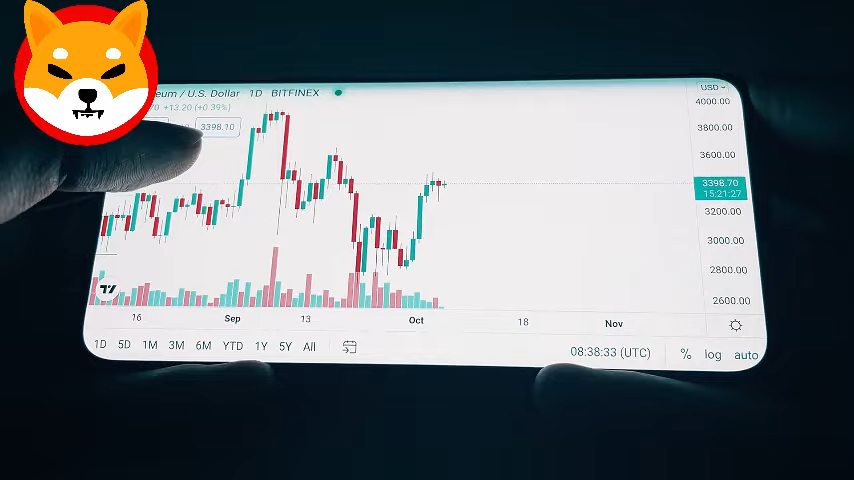 eum / U.S. Dollar 1D BITFINEX
USD
70 +13.20 (+0.39%)
4000.00
3398.10
3800.00
3600.00
3398.70
15:21:27
3200.00
3000.00
2800.00
2600.00
16 Sep 13 Oct 18 Nov
1D 5D 1M 3M 6M YTD 1Y 5Y All
08:38:33 (UTC) % log auto